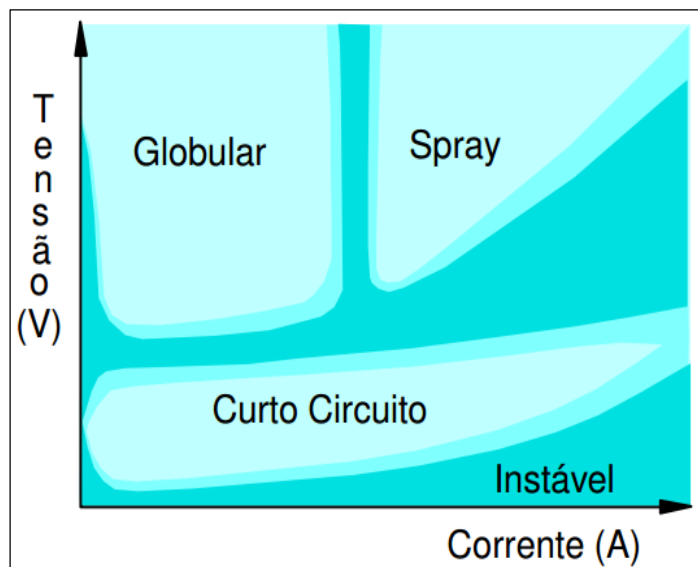 Tensão
(V)
Globular
Spray
Curto Circuito
Instável
Corrente (A)